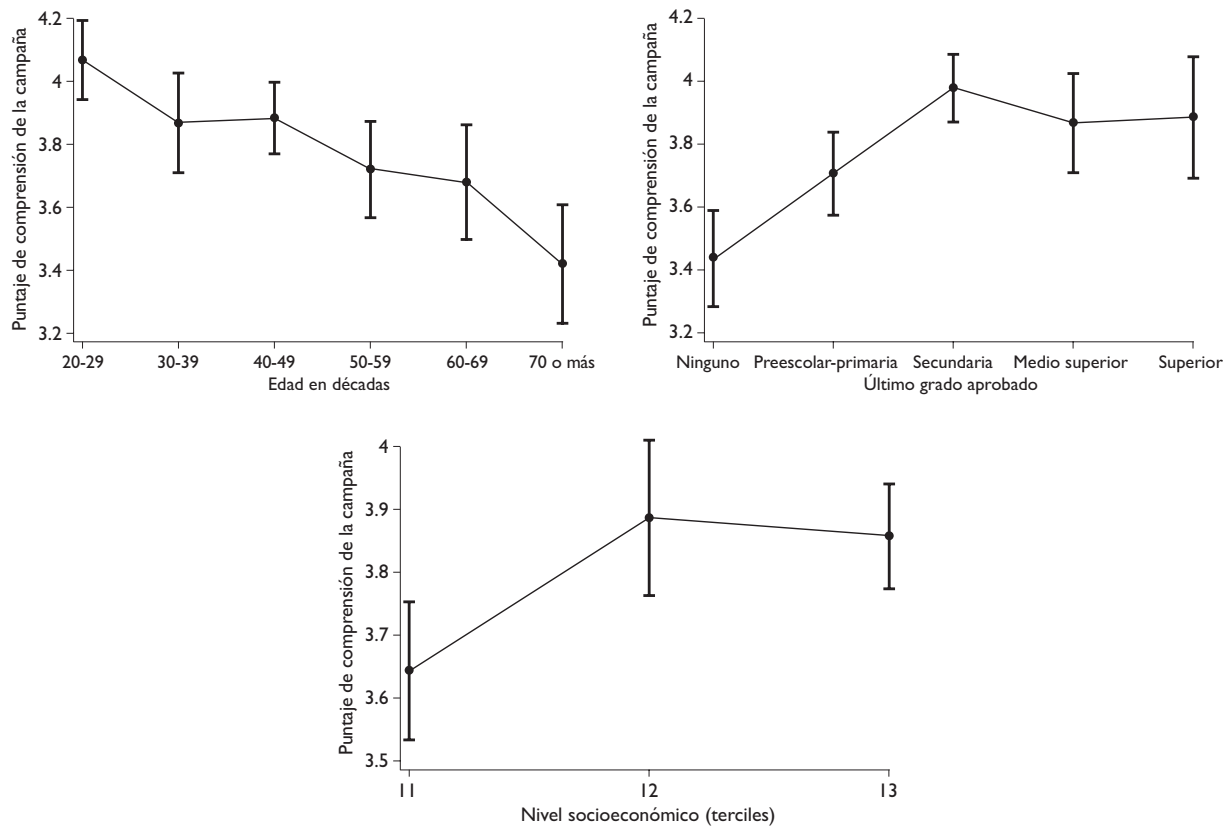 Puntaje de comprensión de la campaña
4.2
4
3.8
3.6
3.4
3.2
20-29 30-39 40-49 50-59 60-69 70 o más
Edad en décadas
Puntaje de comprensión de la campaña
4.2
4
3.8
3.6
3.4
3.2
Ninguno Preescolar-primaria Secundaria Medio superior Superior
Último grado aprobado
Puntaje de comprensión de la campaña
4
3.9
3.8
3.7
3.6
3.5
11 12 13
Nivel socioeconómico (terciles)